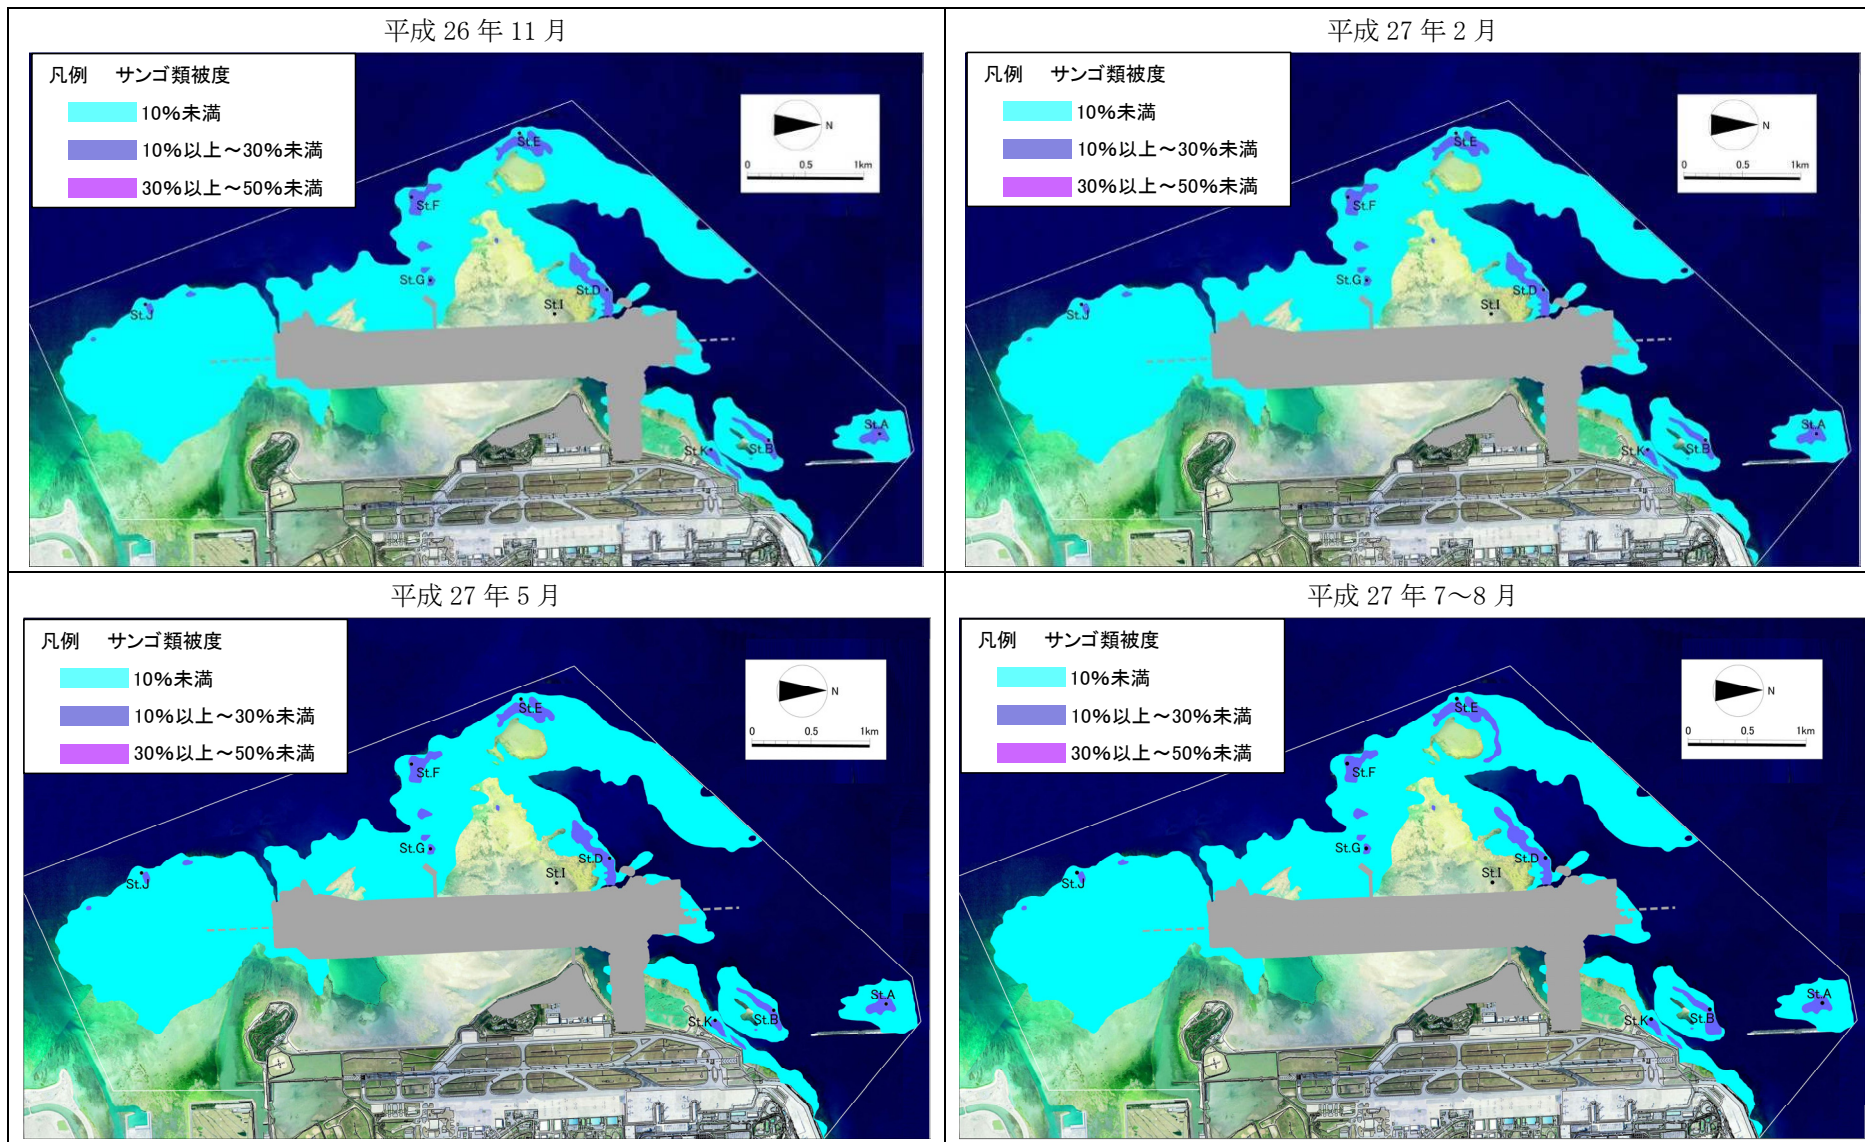 平成 26 年 11 月
凡例 サンゴ類被度
10%未満
10%以上~30%未満
30%以上~50%未満
N
0 0.5 1km
St.E
St.F
St.G
St.D
St.I
St.J
St.A
St.K
St.B
平成 27 年 2 月
凡例 サンゴ類被度
10%未満
10%以上~30%未満
30%以上~50%未満
N
0 0.5 1km
St.E
St.F
St.G
St.D
St.I
St.J
St.A
St.K
St.B
平成 27 年 5 月
凡例 サンゴ類被度
10%未満
10%以上~30%未満
30%以上~50%未満
N
0 0.5 1km
St.E
St.F
St.G
St.D
St.I
St.J
St.A
St.K
St.B
平成 27 年 7~8 月
凡例 サンゴ類被度
10%未満
10%以上~30%未満
30%以上~50%未満
N
0 0.5 1km
St.E
St.F
St.G
St.D
St.I
St.J
St.A
St.K
St.B